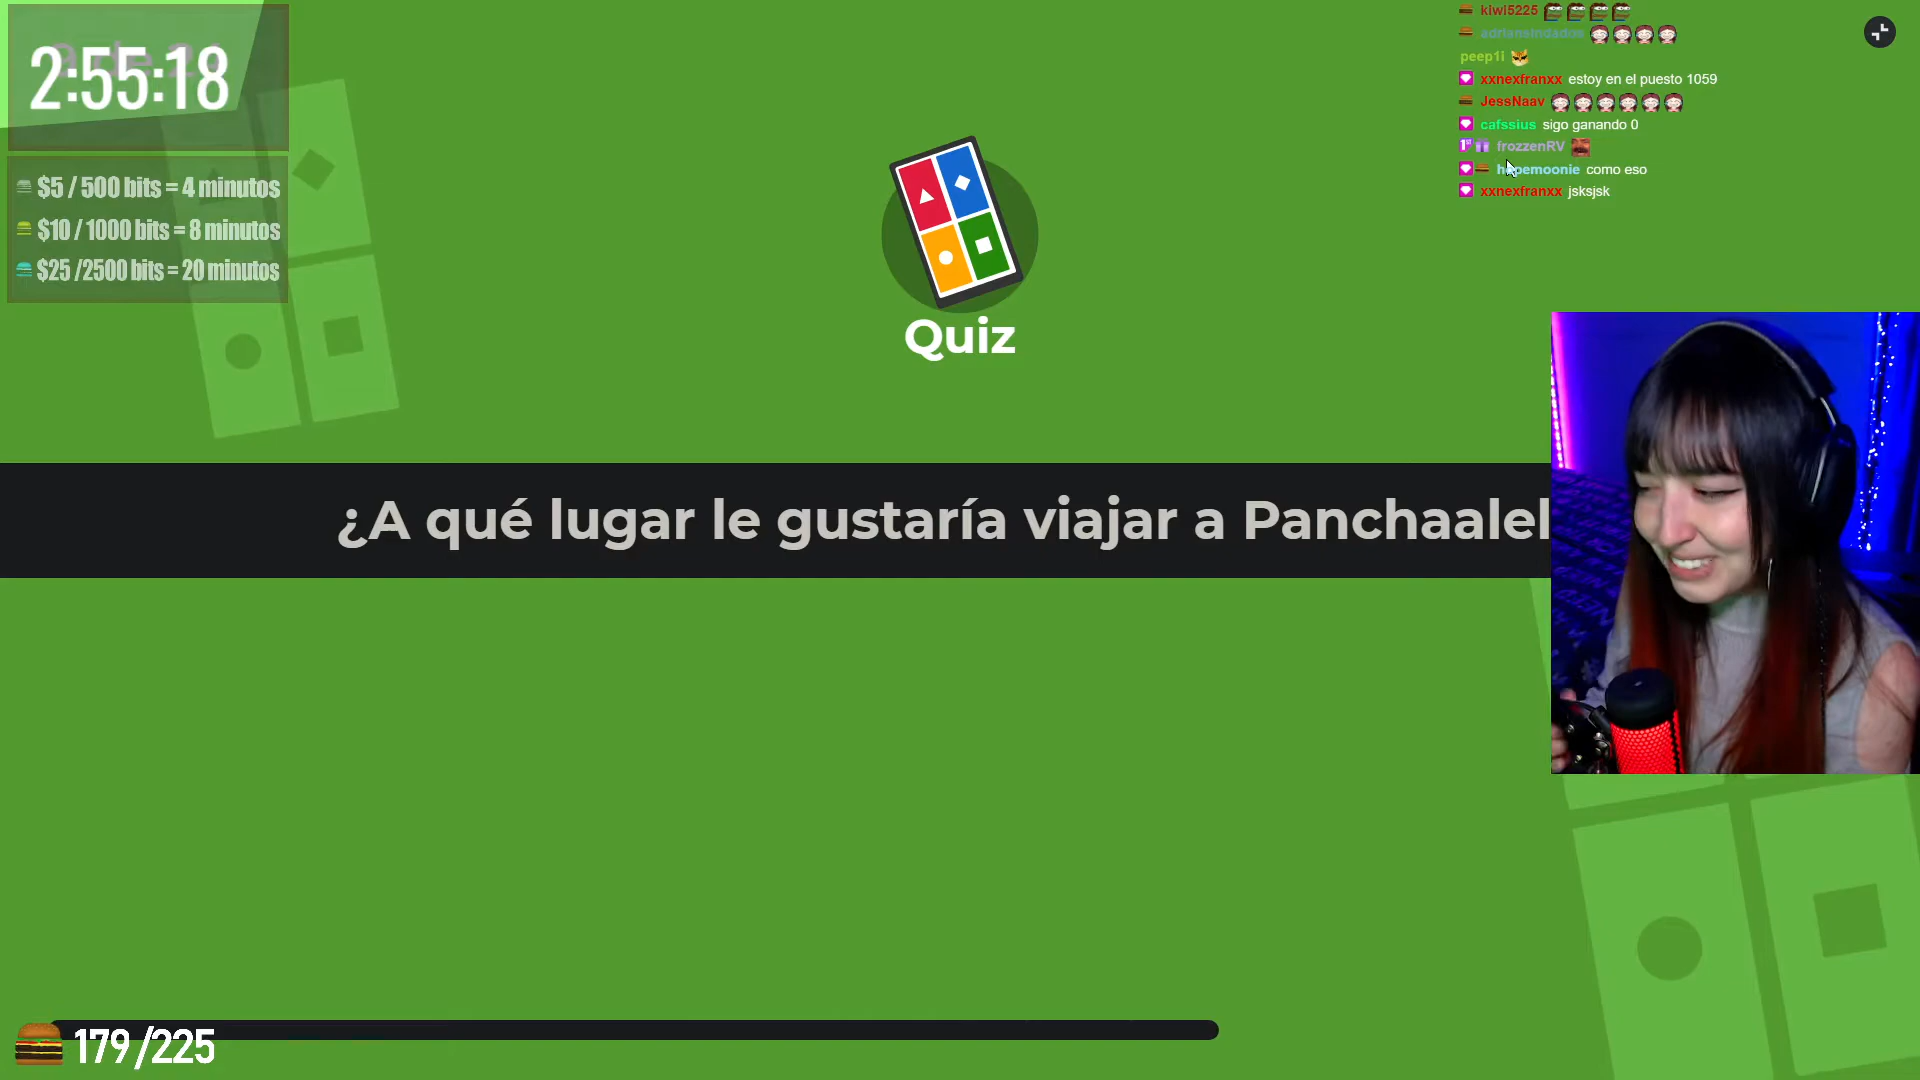 2:55:18
$5 / 500 bits = 4 minutos
$10 / 1000 bits = 8 minutos
$25 /2500 bits = 20 minutos
kiwi5225
adriansindados
peep1i
xxnexfranxx estoy en el puesto 1059
JessNaav
cafssius sigo ganando 0
frozzenRV
hopemoonie como eso
xxnexfranxx jsksjsk
Quiz
¿A qué lugar le gustaría viajar a Panchaalel
179/225